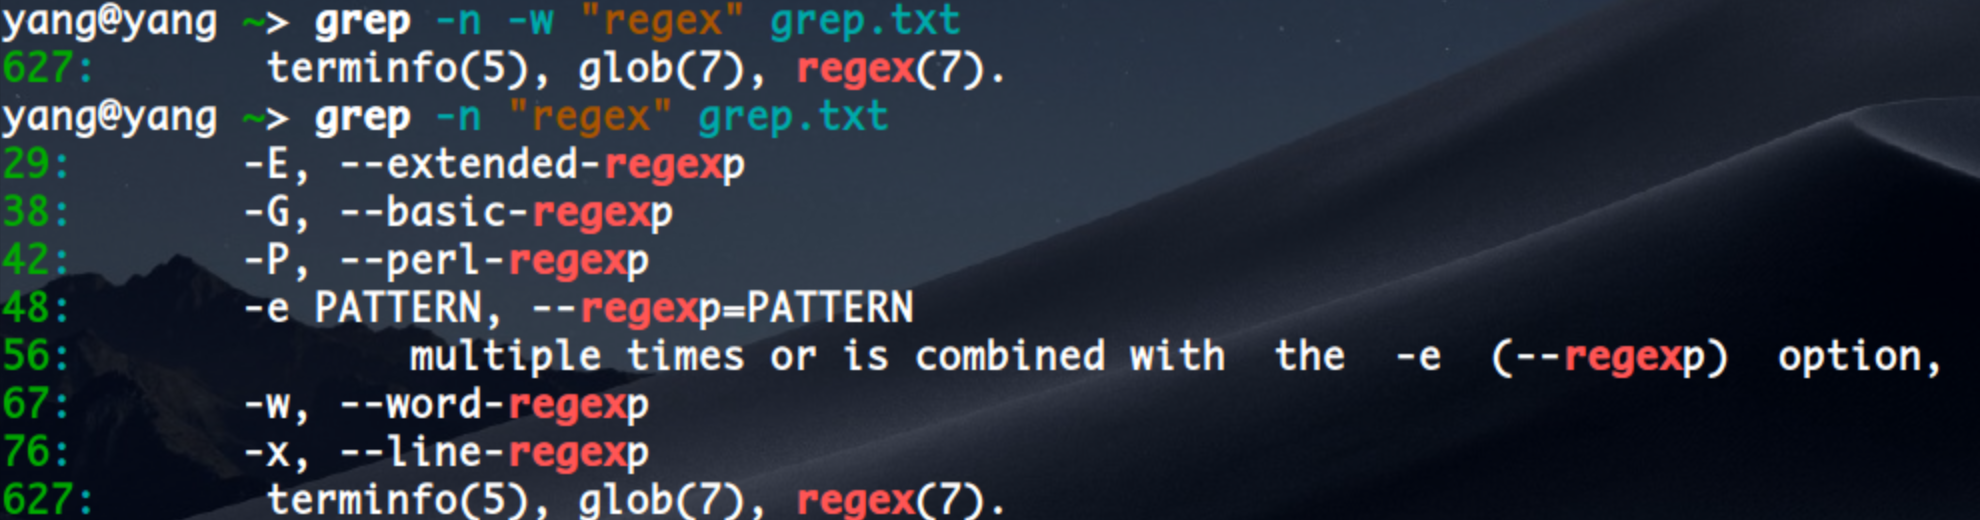 yang@yang ~> grep -n -w "regex" grep.txt
627:       terminfo(5), glob(7), regex(7).
yang@yang ~> grep -n "regex" grep.txt
29:       -E, --extended-regexp
38:       -G, --basic-regexp
42:       -P, --perl-regexp
48:       -e PATTERN, --regexp=PATTERN
56:              multiple times or is combined with  the  -e  (--regexp)  option,
67:       -w, --word-regexp
76:       -x, --line-regexp
627:       terminfo(5), glob(7), regex(7).